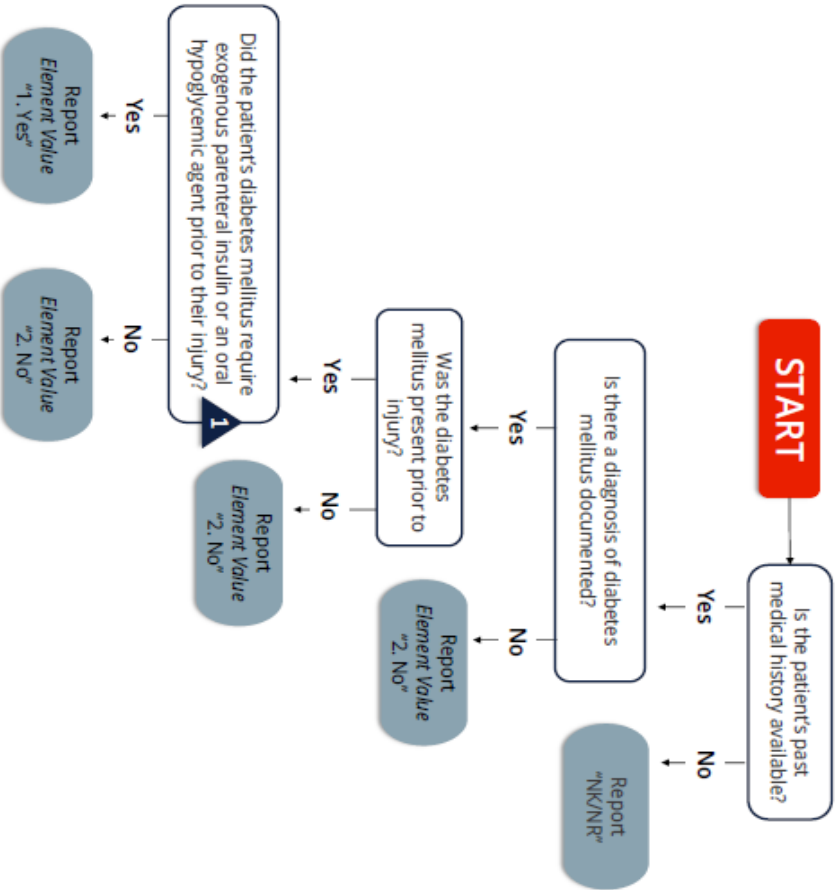 START
Is the patient's past
medical history available?
Yes
No
Is there a diagnosis of diabetes
mellitus documented?
Report
"NK/NR"
Yes
No
Was the diabetes
mellitus present prior to
injury?
Report
Element Value
"2. No"
Yes
No
Did the patient's diabetes mellitus require
exogenous parenteral insulin or an oral
hypoglycemic agent prior to their injury?
1
Report
Element Value
"2. No"
Yes
No
Report
Element Value
"1. Yes"
Report
Element Value
"2. No"